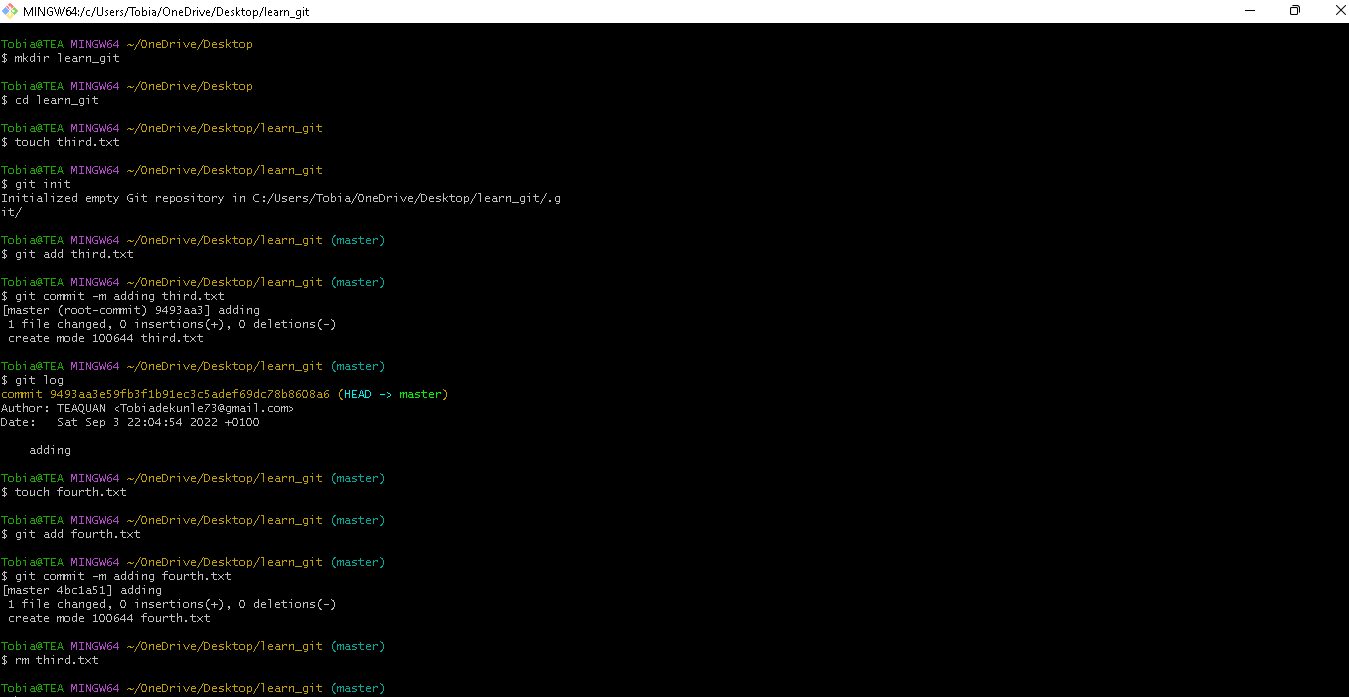 MINGW64:/c/Users/Tobia/OneDrive/Desktop/learn_git
Tobia@TEA MINGW64 ~/OneDrive/Desktop
$ mkdir learn_git
Tobia@TEA MINGW64 ~/OneDrive/Desktop
$ cd learn_git
Tobia@TEA MINGW64 ~/OneDrive/Desktop/learn_git
$ touch third.txt
Tobia@TEA MINGW64 ~/OneDrive/Desktop/learn_git
$ git init
Initialized empty Git repository in C:/Users/Tobia/OneDrive/Desktop/learn_git/.g
it/
Tobia@TEA MINGW64 ~/OneDrive/Desktop/learn_git (master)
$ git add third.txt
Tobia@TEA MINGW64 ~/OneDrive/Desktop/learn_git (master)
$ git commit -m adding third.txt
[master (root-commit) 9493aa3] adding
 1 file changed, 0 insertions(+), 0 deletions(-)
 create mode 100644 third.txt
Tobia@TEA MINGW64 ~/OneDrive/Desktop/learn_git (master)
$ git log
commit 9493aa3e59fb3f1b91ec3c5adef69dc78b8608a6 (HEAD -> master)
Author: TEAQUAN <Tobiadekunle73@gmail.com>
Date:   Sat Sep 3 22:04:54 2022 +0100
    adding
Tobia@TEA MINGW64 ~/OneDrive/Desktop/learn_git (master)
$ touch fourth.txt
Tobia@TEA MINGW64 ~/OneDrive/Desktop/learn_git (master)
$ git add fourth.txt
Tobia@TEA MINGW64 ~/OneDrive/Desktop/learn_git (master)
$ git commit -m adding fourth.txt
[master 4bc1a51] adding
 1 file changed, 0 insertions(+), 0 deletions(-)
 create mode 100644 fourth.txt
Tobia@TEA MINGW64 ~/OneDrive/Desktop/learn_git (master)
$ rm third.txt
Tobia@TEA MINGW64 ~/OneDrive/Desktop/learn_git (master)